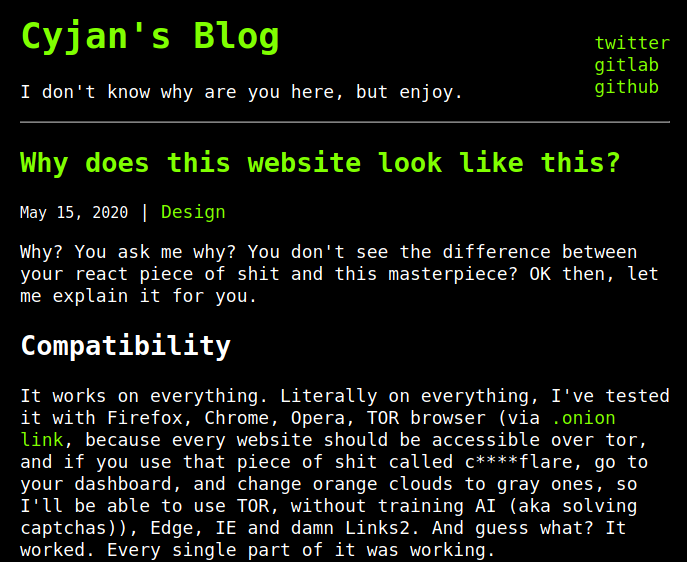 Cyjan's Blog
twitter
gitlab
github
I don't know why are you here, but enjoy.
Why does this website look like this?
May 15, 2020 | Design
Why? You ask me why? You don't see the difference between
your react piece of shit and this masterpiece? OK then, let
me explain it for you.
Compatibility
It works on everything. Literally on everything, I've tested
it with Firefox, Chrome, Opera, TOR browser (via .onion
link, because every website should be accessible over tor,
and if you use that piece of shit called c****flare, go to
your dashboard, and change orange clouds to gray ones, so
I'll be able to use TOR, without training AI (aka solving
captchas)), Edge, IE and damn Links2. And guess what? It
worked. Every single part of it was working.